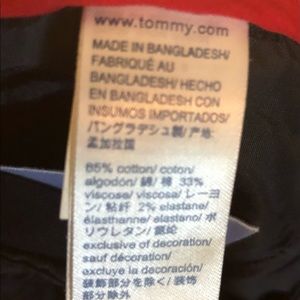 www.tommy.com
MADE IN BANGLADESH/
FABRIQUÉ AU
BANGLADESH/ HECHO
EN BANGLADESH CON
INSUMOS IMPORTADOS/
バングラデシュ製/ 产地:
孟加拉国
65% cotton/ coton/
algodón/ 綿/ 棉 33%
viscose/ viscosa/ レーヨ
ン/ 粘纤 2% elastane/
élasthanne/ elastano/ ポ
リウレタン/ 氨纶
exclusive of decoration/
sauf décoration/
excluye la decoración/
装飾部分を除く/ 装饰
部分除外